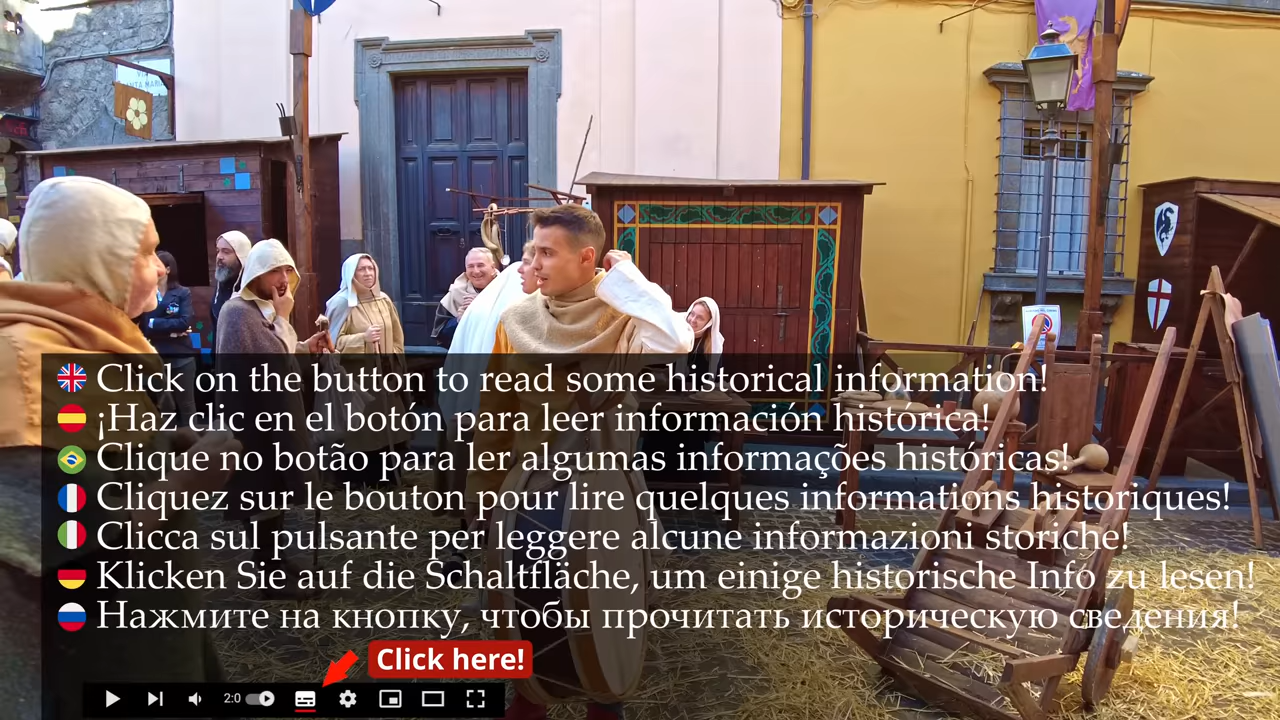 Click on the button to read some historical information!
¡Haz clic en el botón para leer información histórica!
Clique no botão para ler algumas informações históricas!
Cliquez sur le bouton pour lire quelques informations historiques!
Clicca sul pulsante per leggere alcune informazioni storiche!
Klicken Sie auf die Schaltfläche, um einige historische Info zu lesen!
Нажмите на кнопку, чтобы прочитать историческую сведения!
Click here!
2:0